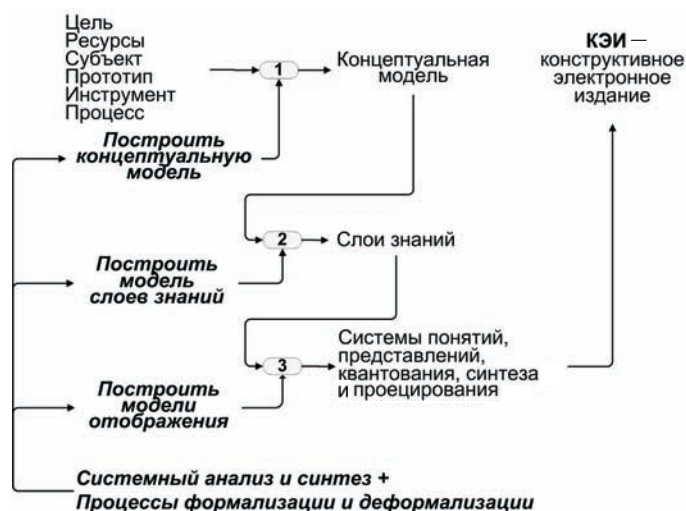 Цель
Ресурсы
Субъект
Прототип
Инструмент
Процесс
1
Концептуальная
модель
КЭИ —
конструктивное
электронное
издание
Построить
концептуальную
модель
2
Слои знаний
Построить
модель
слоев знаний
3
Системы понятий,
представлений,
квантования, синтеза
и проецирования
Построить
модели
отображения
Системный анализ и синтез +
Процессы формализации и деформализации